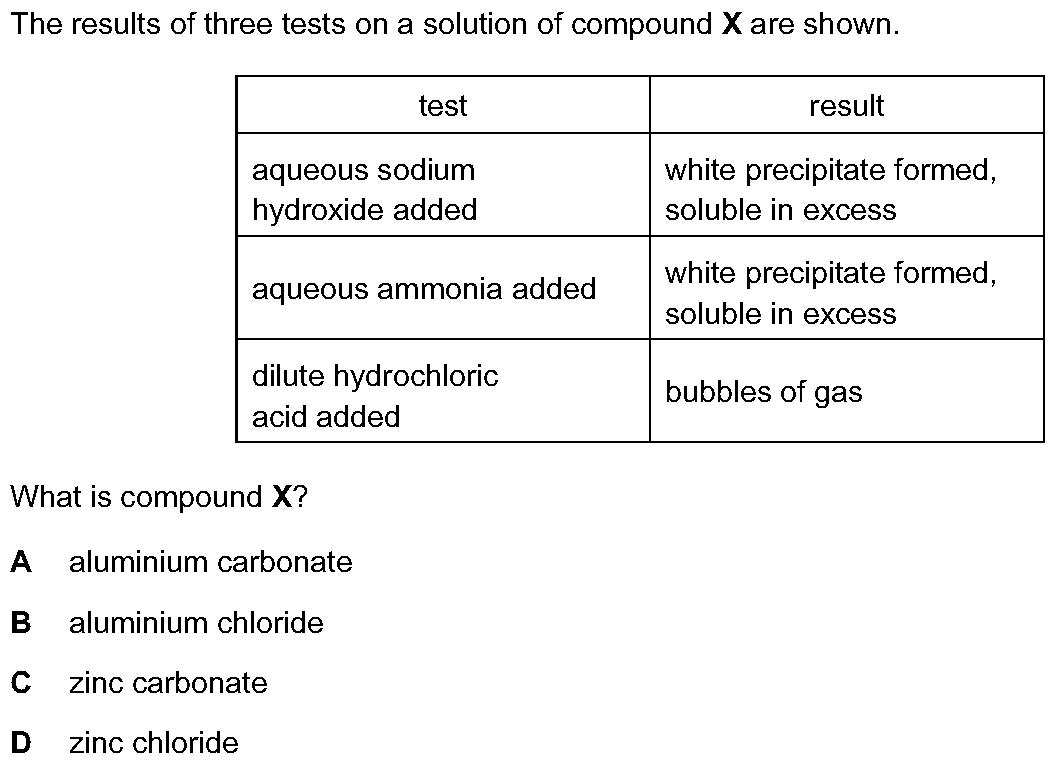 The results of three tests on a solution of compound X are shown.
test
result
aqueous sodium
hydroxide added
white precipitate formed,
soluble in excess
aqueous ammonia added
white precipitate formed,
soluble in excess
dilute hydrochloric
acid added
bubbles of gas
What is compound X?
A aluminium carbonate
B aluminium chloride
C zinc carbonate
D zinc chloride